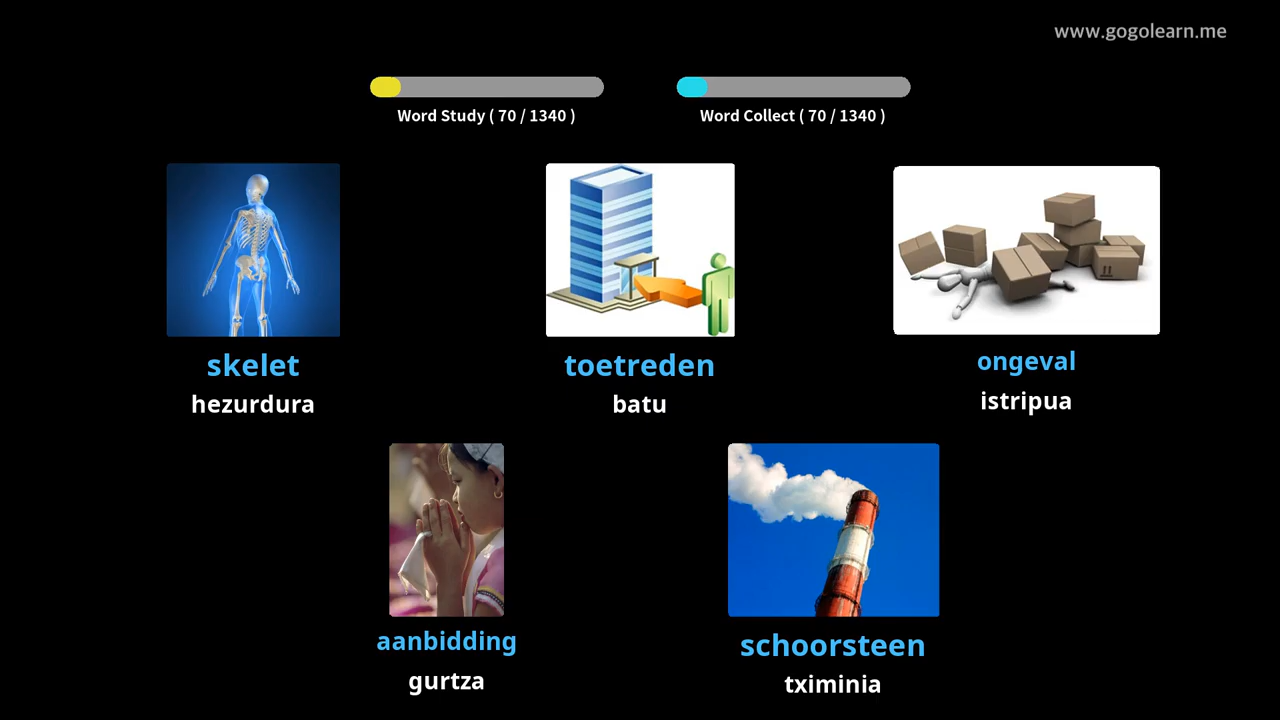 www.gogolearn.me
Word Study ( 70 / 1340 )
Word Collect ( 70 / 1340 )
skelet
hezurdura
toetreden
batu
ongeval
istripua
aanbidding
gurtza
schoorsteen
tximinia